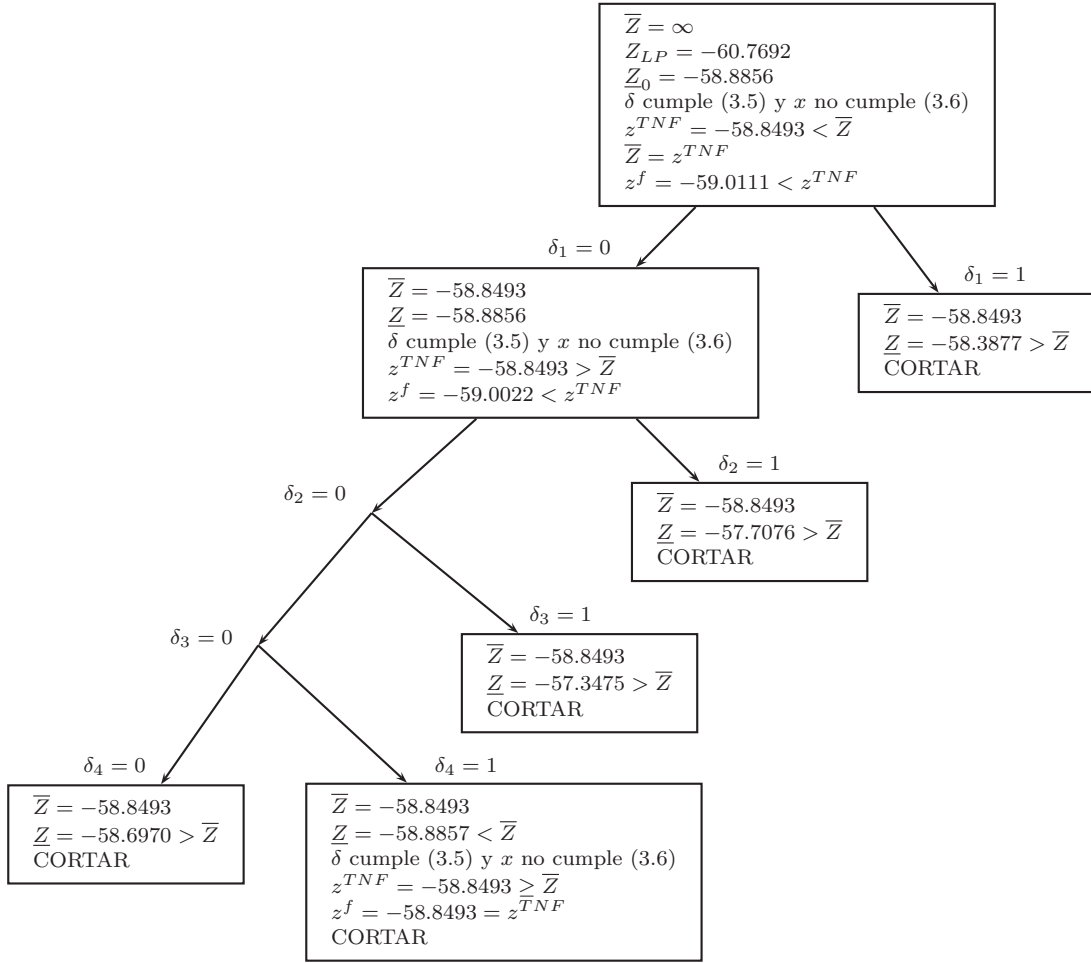 Z̅ = ∞
Z_{LP} = −60.7692
Z̲_0 = −58.8856
δ cumple (3.5) y x no cumple (3.6)
z^{TNF} = −58.8493 < Z̅
Z̅ = z^{TNF}
z^f = −59.0111 < z^{TNF}
δ_1 = 0
δ_1 = 1
Z̅ = −58.8493
Z̲ = −58.8856
δ cumple (3.5) y x no cumple (3.6)
z^{TNF} = −58.8493 > Z̅
z^f = −59.0022 < z^{TNF}
Z̅ = −58.8493
Z̲ = −58.3877 > Z̅
CORTAR
δ_2 = 0
δ_2 = 1
Z̅ = −58.8493
Z̲ = −57.7076 > Z̅
CORTAR
δ_3 = 0
δ_3 = 1
Z̅ = −58.8493
Z̲ = −57.3475 > Z̅
CORTAR
δ_4 = 0
δ_4 = 1
Z̅ = −58.8493
Z̲ = −58.6970 > Z̅
CORTAR
Z̅ = −58.8493
Z̲ = −58.8857 < Z̅
δ cumple (3.5) y x no cumple (3.6)
z^{TNF} = −58.8493 ≥ Z̅
z^f = −58.8493 = z^{TNF}
CORTAR